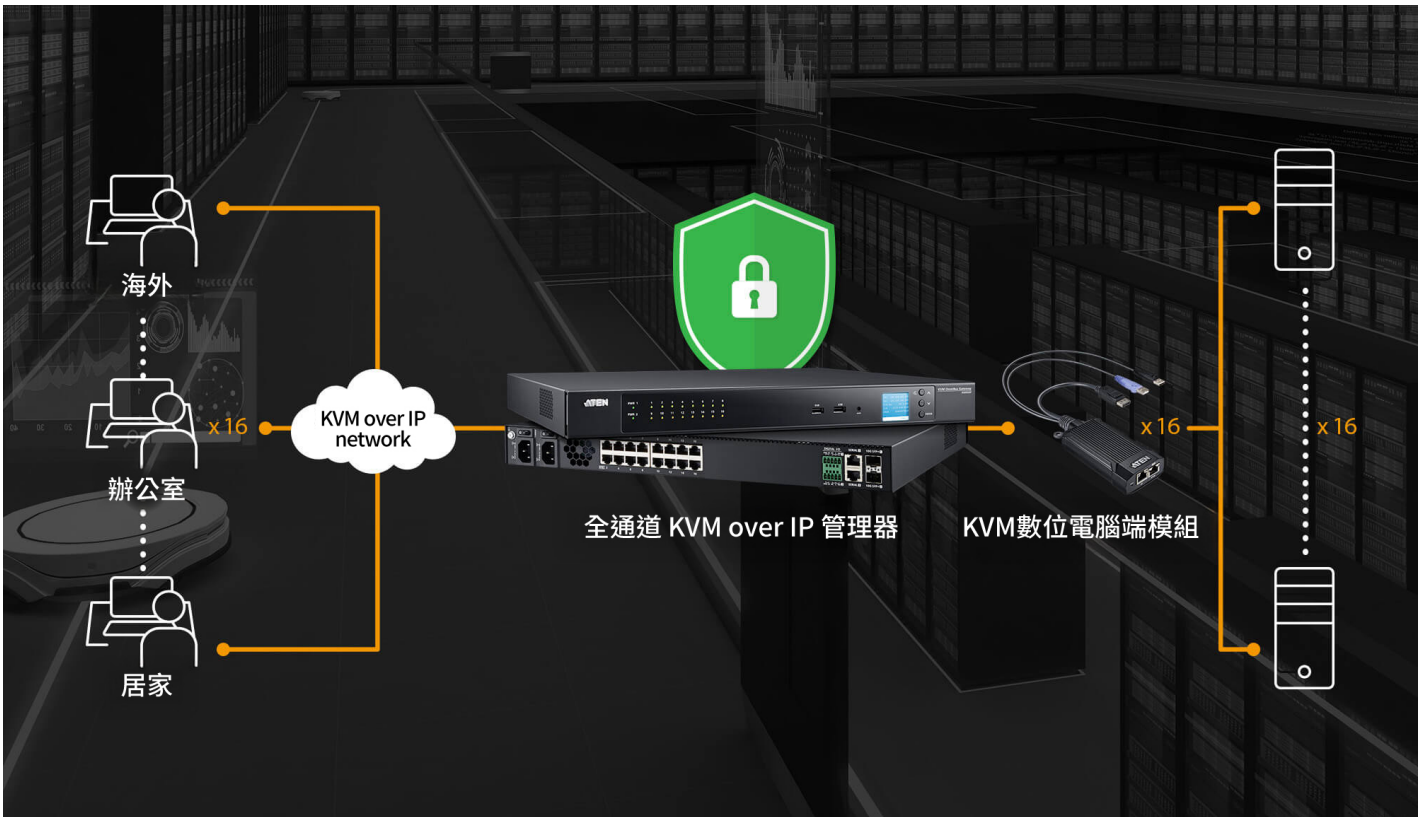 海外
辦公室
居家
x 16
KVM over IP
network
ATEN
全通道 KVM over IP 管理器
ATEN
KVM數位電腦端模組
x 16
x 16